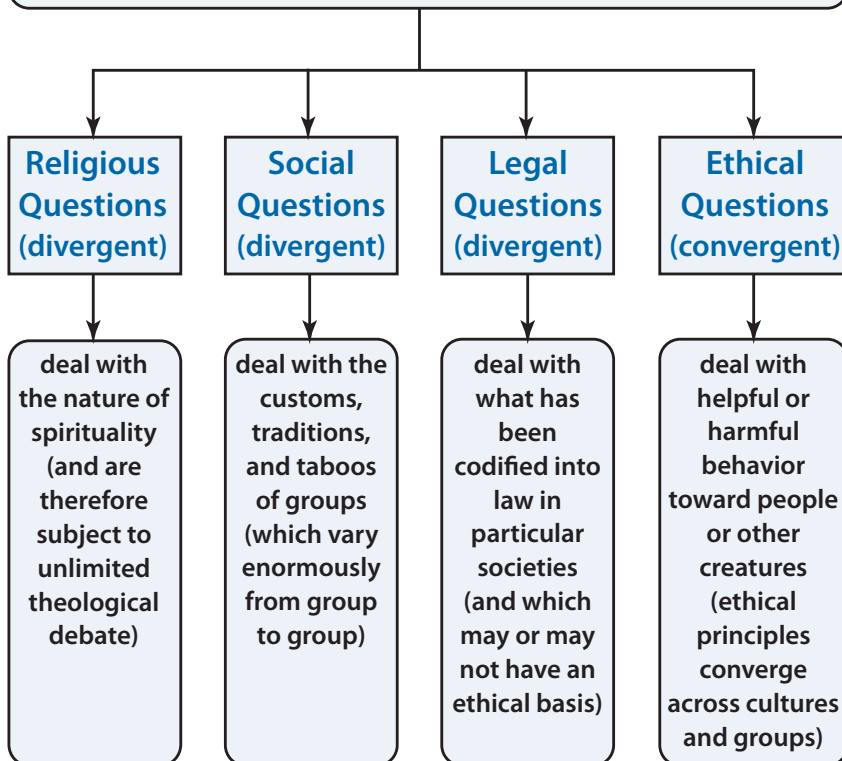 Religious
Questions
(divergent)
Social
Questions
(divergent)
Legal
Questions
(divergent)
Ethical
Questions
(convergent)
deal with
the nature of
spirituality
(and are
therefore
subject to
unlimited
theological
debate)
deal with the
customs,
traditions,
and taboos
of groups
(which vary
enormously
from group
to group)
deal with
what has
been
codified into
law in
particular
societies
(and which
may or may
not have an
ethical basis)
deal with
helpful or
harmful
behavior
toward people
or other
creatures
(ethical
principles
converge
across cultures
and groups)